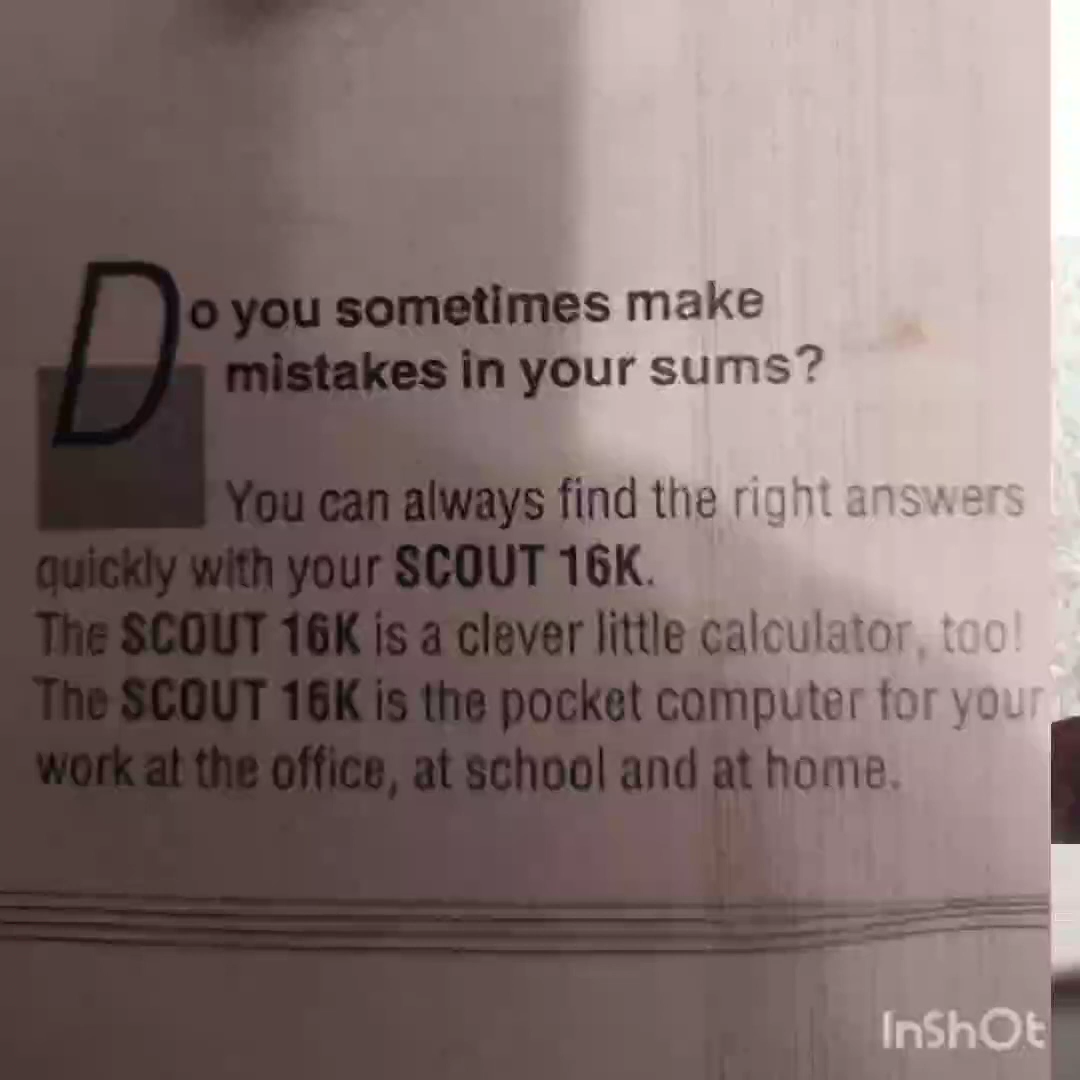 Do you sometimes make
mistakes in your sums?
You can always find the right answers
quickly with your SCOUT 16K.
The SCOUT 16K is a clever little calculator, too!
The SCOUT 16K is the pocket computer for your
work at the office, at school and at home.
InShOt